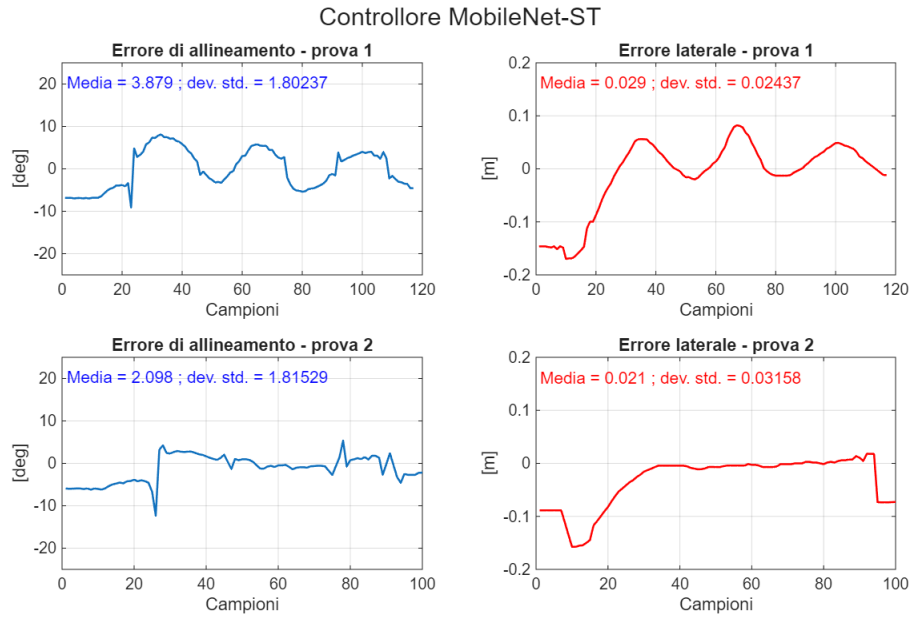 Controllore MobileNet-ST
Errore di allineamento - prova 1
Media = 3.879 ; dev. std. = 1.80237
20
10
0
-10
-20
[deg]
0 20 40 60 80 100 120
Campioni
Errore laterale - prova 1
Media = 0.029 ; dev. std. = 0.02437
0.2
0.1
0
-0.1
-0.2
[m]
0 20 40 60 80 100 120
Campioni
Errore di allineamento - prova 2
Media = 2.098 ; dev. std. = 1.81529
20
10
0
-10
-20
[deg]
0 20 40 60 80 100
Campioni
Errore laterale - prova 2
Media = 0.021 ; dev. std. = 0.03158
0.2
0.1
0
-0.1
-0.2
[m]
0 20 40 60 80 100
Campioni